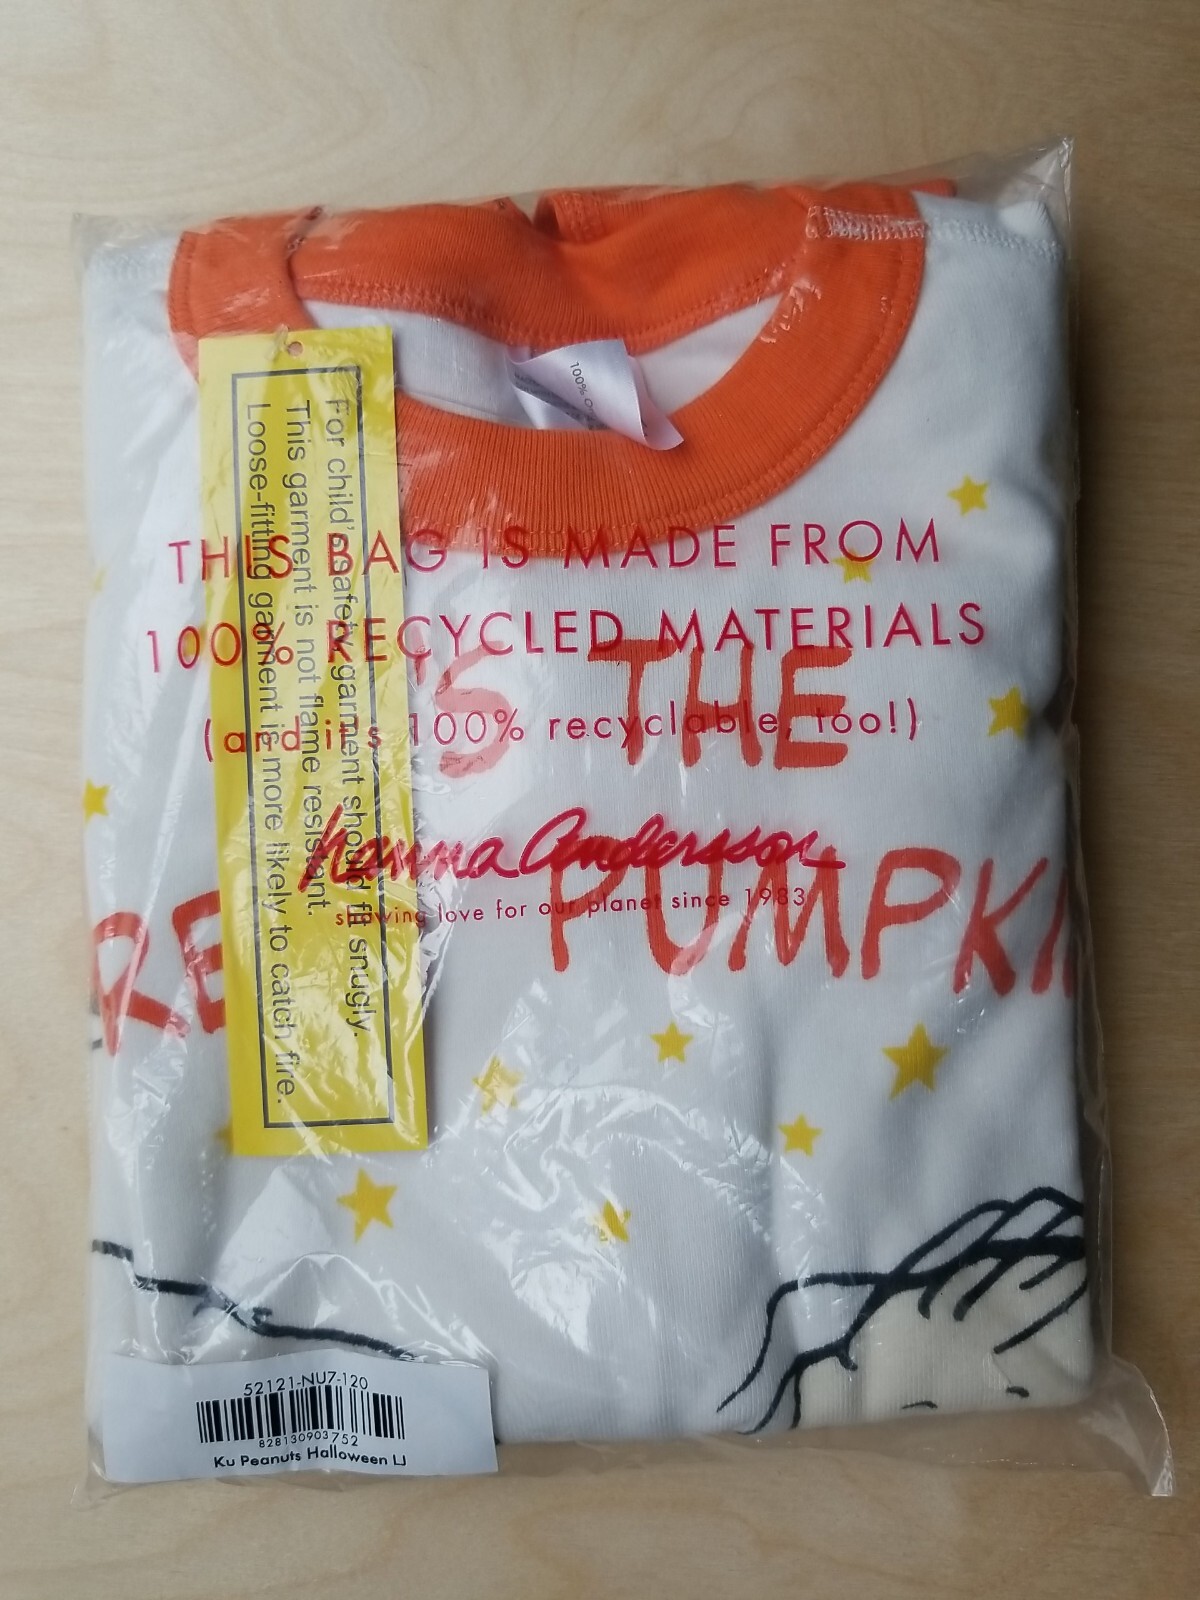 100%
For child's safety, garment should fit snugly.
This garment is not flame resistant.
Loose-fitting garment is more likely to catch fire.
THIS BAG IS MADE FROM
100% RECYCLED MATERIALS
(and it's 100% recyclable, too!)
hanna Andersson
showing love for our planet since 1983
IS THE
PUMPKI
52121-NU7-120
828130903752
Ku Peanuts Halloween LJ